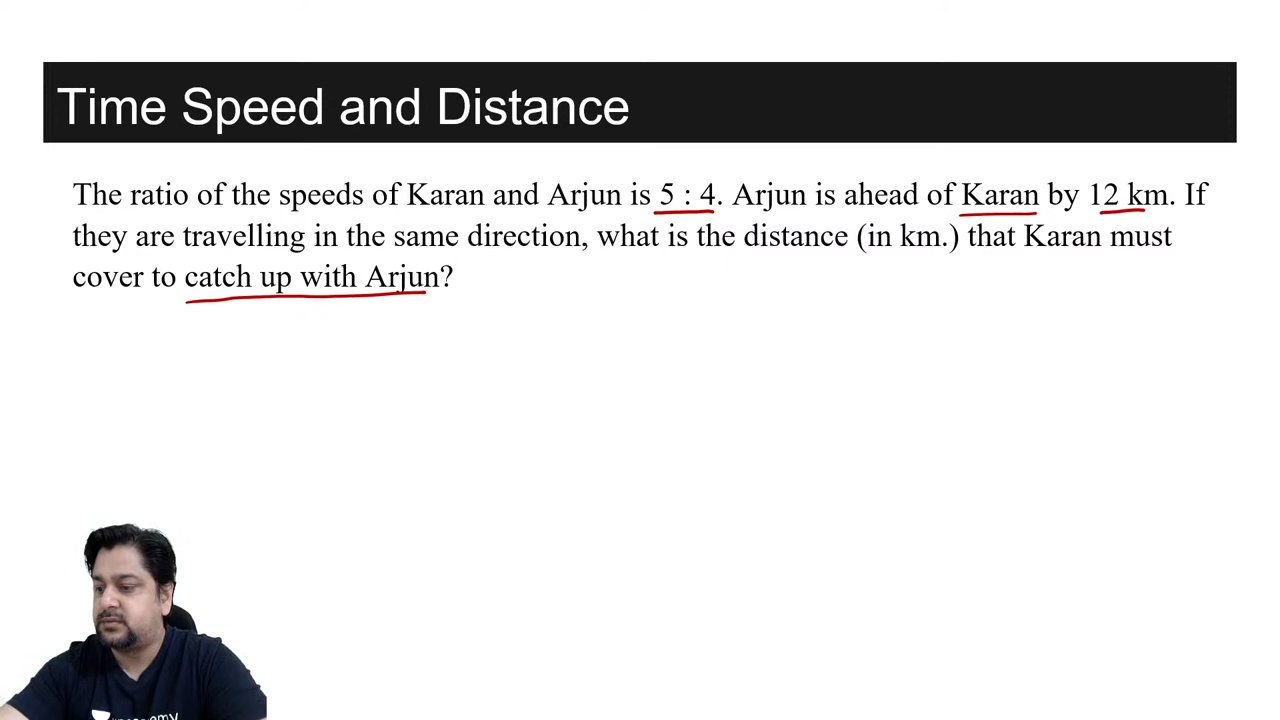 Time Speed and Distance
The ratio of the speeds of Karan and Arjun is 5 : 4. Arjun is ahead of Karan by 12 km. If
they are travelling in the same direction, what is the distance (in km.) that Karan must
cover to catch up with Arjun?